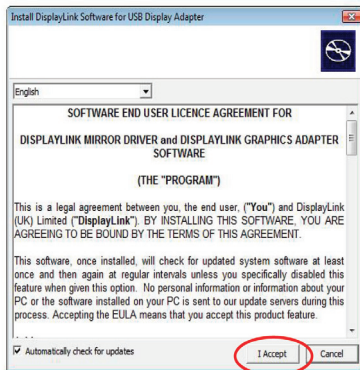 Install DisplayLink Software for USB Display Adapter
English
SOFTWARE END USER LICENCE AGREEMENT FOR
DISPLAYLINK MIRROR DRIVER and DISPLAYLINK GRAPHICS ADAPTER
SOFTWARE
(THE "PROGRAM")
This is a legal agreement between you, the end user, ("You") and DisplayLink
(UK) Limited ("DisplayLink"). BY INSTALLING THIS SOFTWARE, YOU ARE
AGREEING TO BE BOUND BY THE TERMS OF THIS AGREEMENT.
This software, once installed, will check for updated system software at least
once and then again at regular intervals unless you specifically disabled this
feature when given this option. No personal information or information about your
PC or the software installed on your PC is sent to our update servers during this
process. Accepting the EULA means that you accept this product feature.
Automatically check for updates
I Accept
Cancel